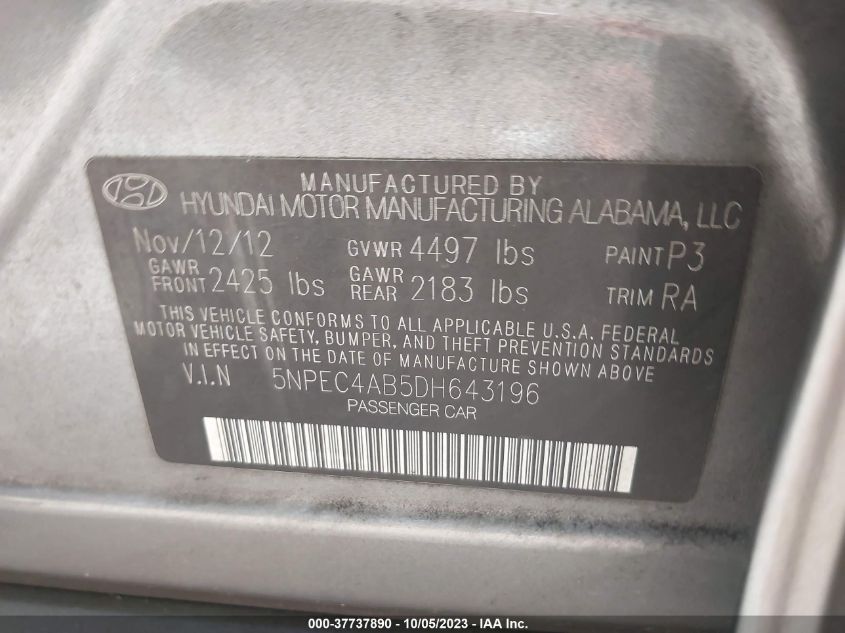 MANUFACTURED BY
HYUNDAI MOTOR MANUFACTURING ALABAMA, LLC
Nov/12/12 GVWR 4497 lbs PAINT P3
GAWR FRONT 2425 lbs GAWR REAR 2183 lbs TRIM RA
THIS VEHICLE CONFORMS TO ALL APPLICABLE U.S.A. FEDERAL
MOTOR VEHICLE SAFETY, BUMPER, AND THEFT PREVENTION STANDARDS
IN EFFECT ON THE DATE OF MANUFACTURE SHOWN ABOVE
V.I.N 5NPEC4AB5DH643196
PASSENGER CAR
000-37737890 - 10/05/2023 - IAA Inc.